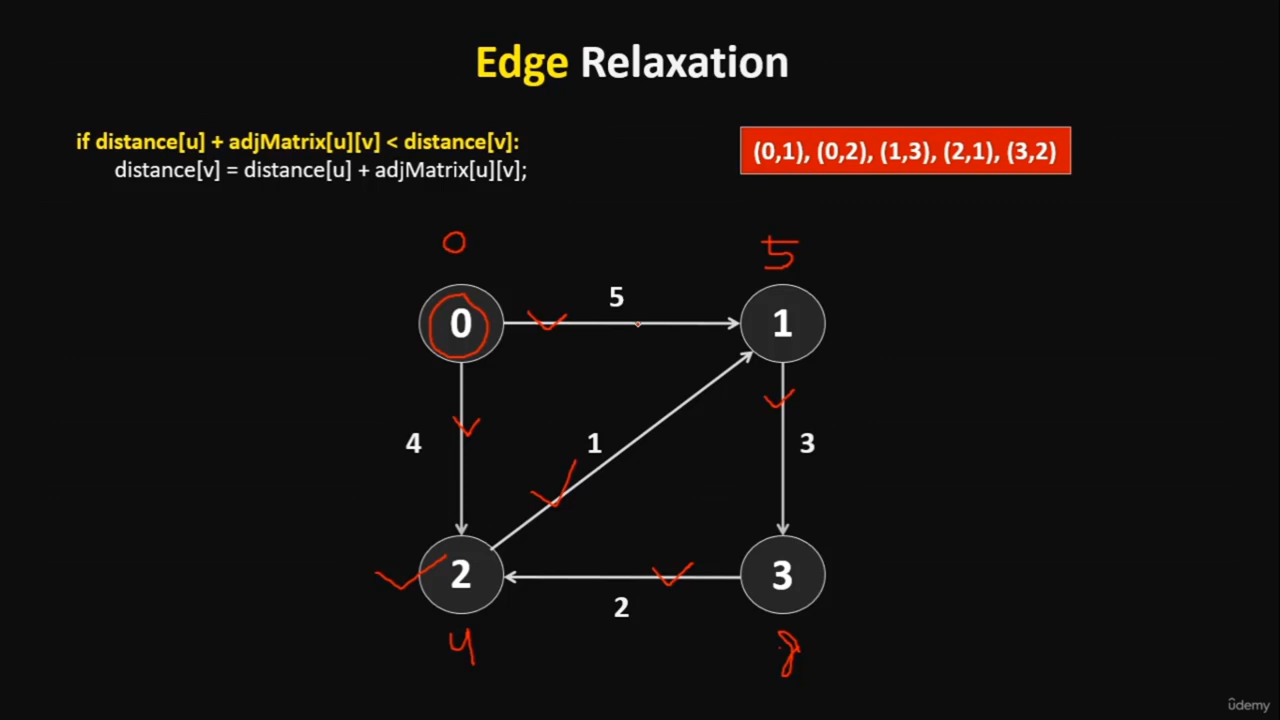 Edge Relaxation
if distance[u] + adjMatrix[u][v] < distance[v]:
distance[v] = distance[u] + adjMatrix[u][v];
(0,1), (0,2), (1,3), (2,1), (3,2)
0
5
5
0
1
4
1
3
2
3
2
4
8
ûdemy